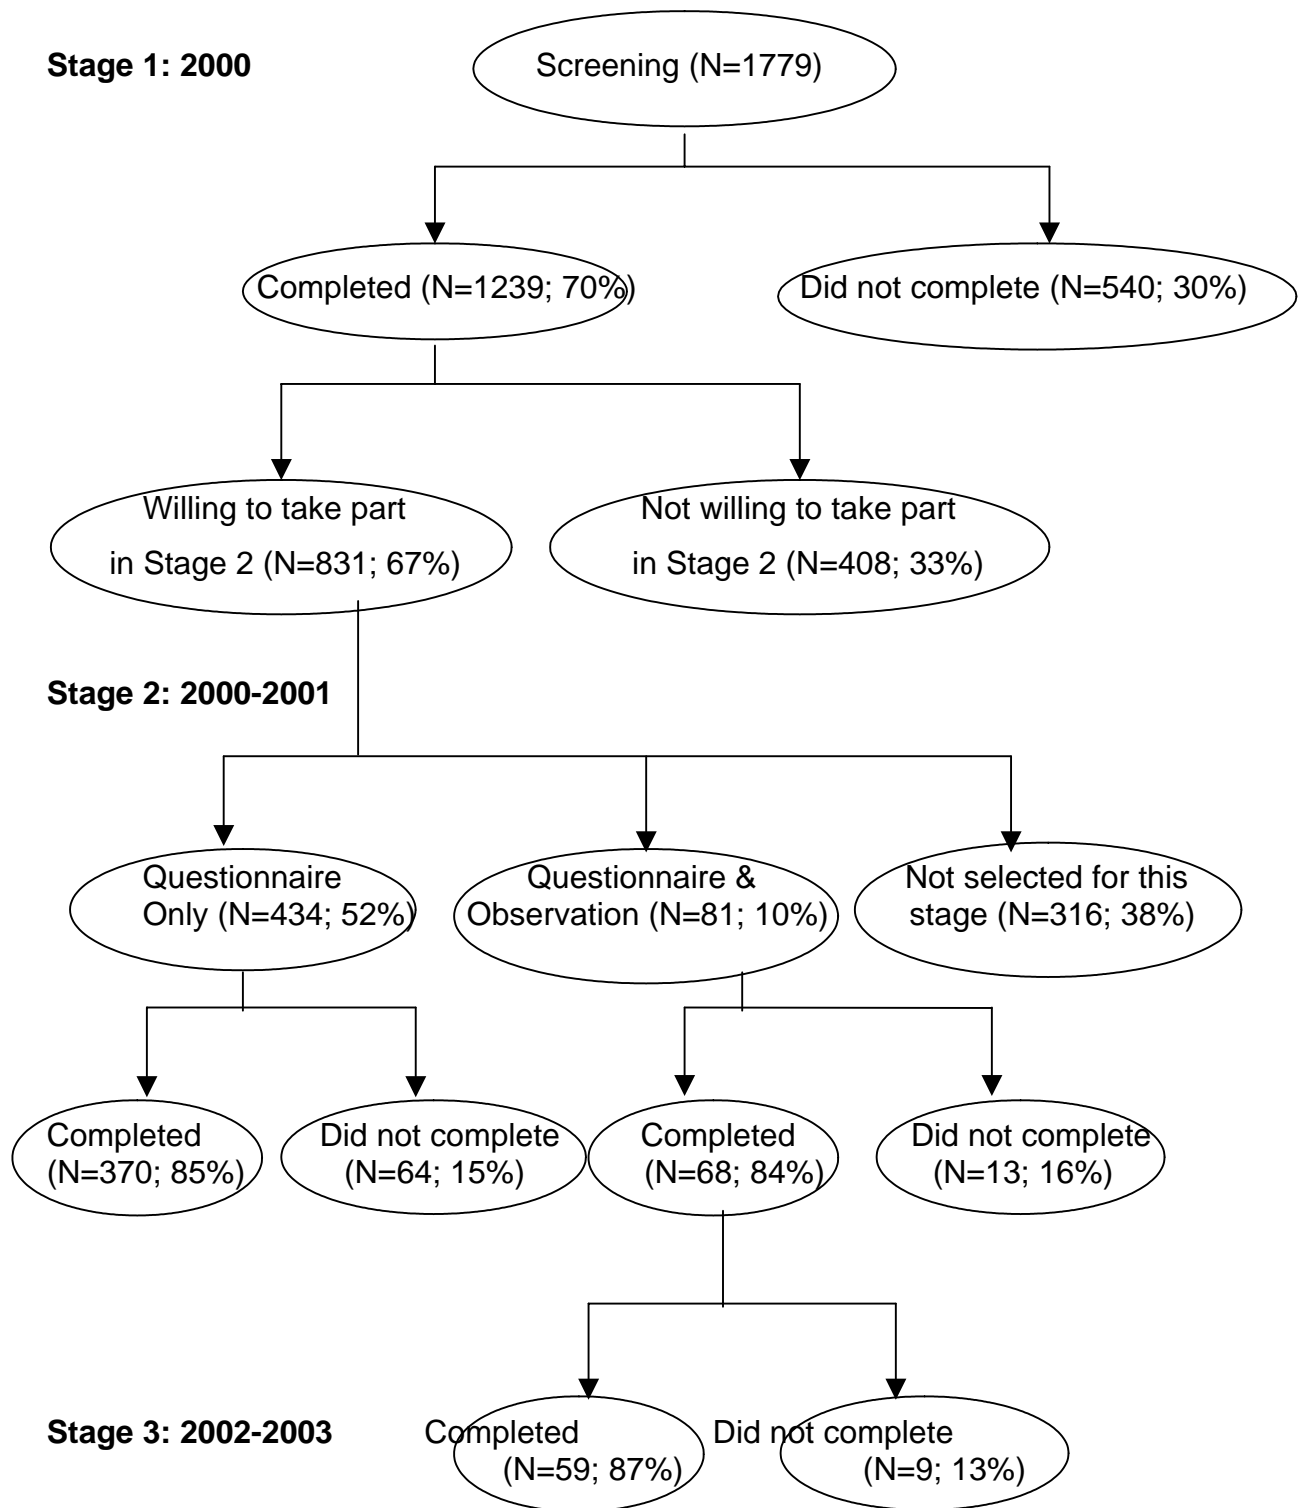 Stage 1: 2000
Screening (N=1779)
Completed (N=1239; 70%)
Did not complete (N=540; 30%)
Willing to take part
in Stage 2 (N=831; 67%)
Not willing to take part
in Stage 2 (N=408; 33%)
Stage 2: 2000-2001
Questionnaire
Only (N=434; 52%)
Questionnaire &
Observation (N=81; 10%)
Not selected for this
stage (N=316; 38%)
Completed
(N=370; 85%)
Did not complete
(N=64; 15%)
Completed
(N=68; 84%)
Did not complete
(N=13; 16%)
Stage 3: 2002-2003
Completed
(N=59; 87%)
Did not complete
(N=9; 13%)